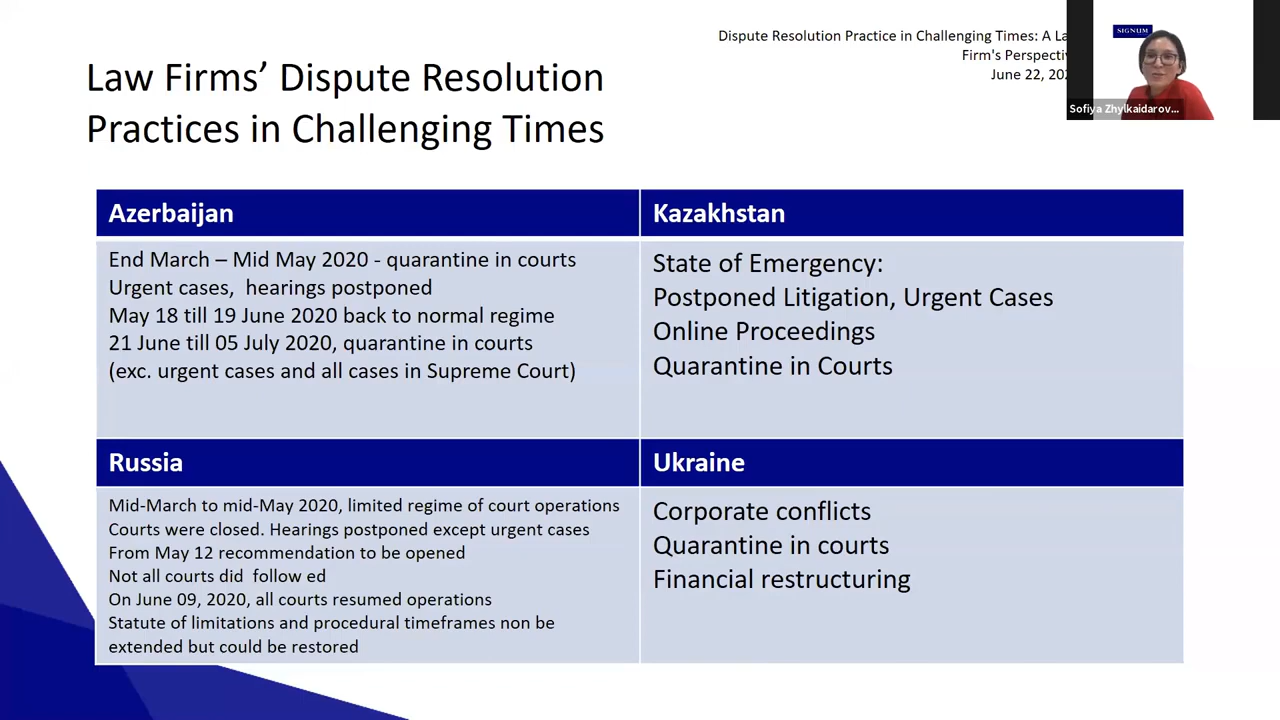 Dispute Resolution Practice in Challenging Times: A La
Firm's Perspectiv
June 22, 202
SIGNUM
Sofiya Zhylkaidarov...
Law Firms’ Dispute Resolution
Practices in Challenging Times
Azerbaijan
End March – Mid May 2020 - quarantine in courts
Urgent cases, hearings postponed
May 18 till 19 June 2020 back to normal regime
21 June till 05 July 2020, quarantine in courts
(exc. urgent cases and all cases in Supreme Court)
Kazakhstan
State of Emergency:
Postponed Litigation, Urgent Cases
Online Proceedings
Quarantine in Courts
Russia
Mid-March to mid-May 2020, limited regime of court operations
Courts were closed. Hearings postponed except urgent cases
From May 12 recommendation to be opened
Not all courts did follow ed
On June 09, 2020, all courts resumed operations
Statute of limitations and procedural timeframes non be
extended but could be restored
Ukraine
Corporate conflicts
Quarantine in courts
Financial restructuring